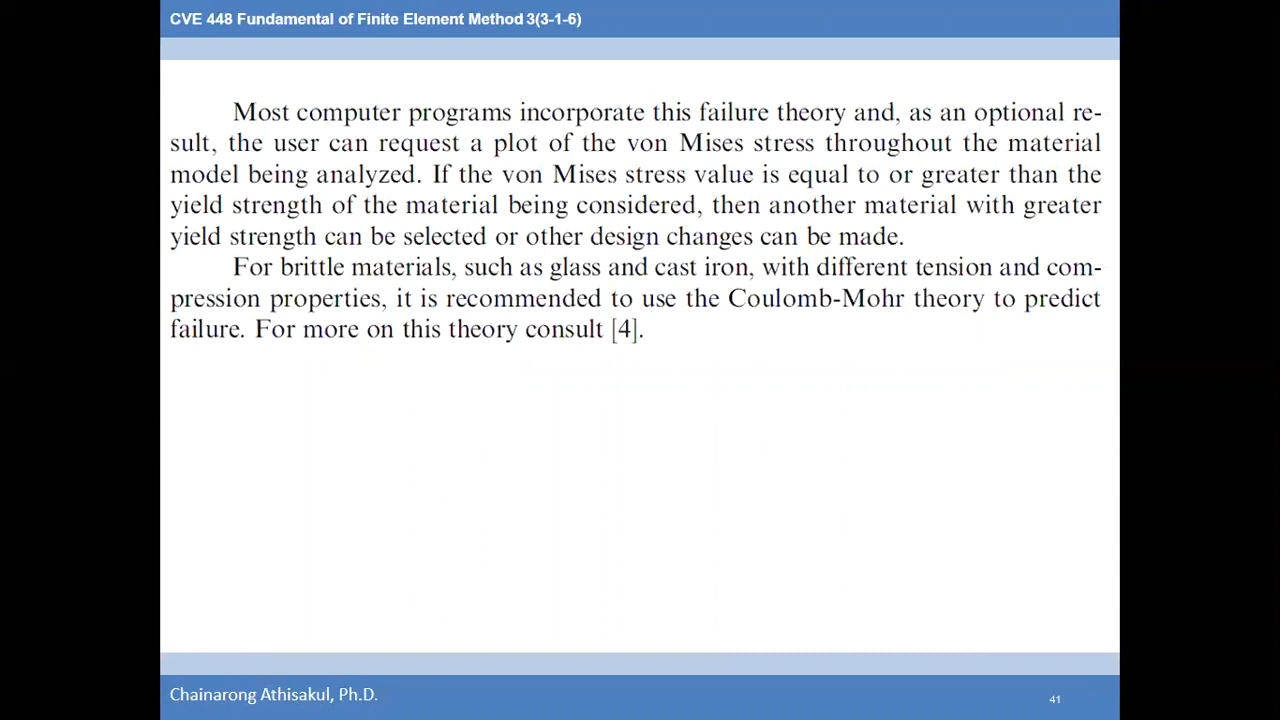 CVE 448 Fundamental of Finite Element Method 3(3-1-6)
Most computer programs incorporate this failure theory and, as an optional re-
sult, the user can request a plot of the von Mises stress throughout the material
model being analyzed. If the von Mises stress value is equal to or greater than the
yield strength of the material being considered, then another material with greater
yield strength can be selected or other design changes can be made.
For brittle materials, such as glass and cast iron, with different tension and com-
pression properties, it is recommended to use the Coulomb-Mohr theory to predict
failure. For more on this theory consult [4].
Chainarong Athisakul, Ph.D.
41